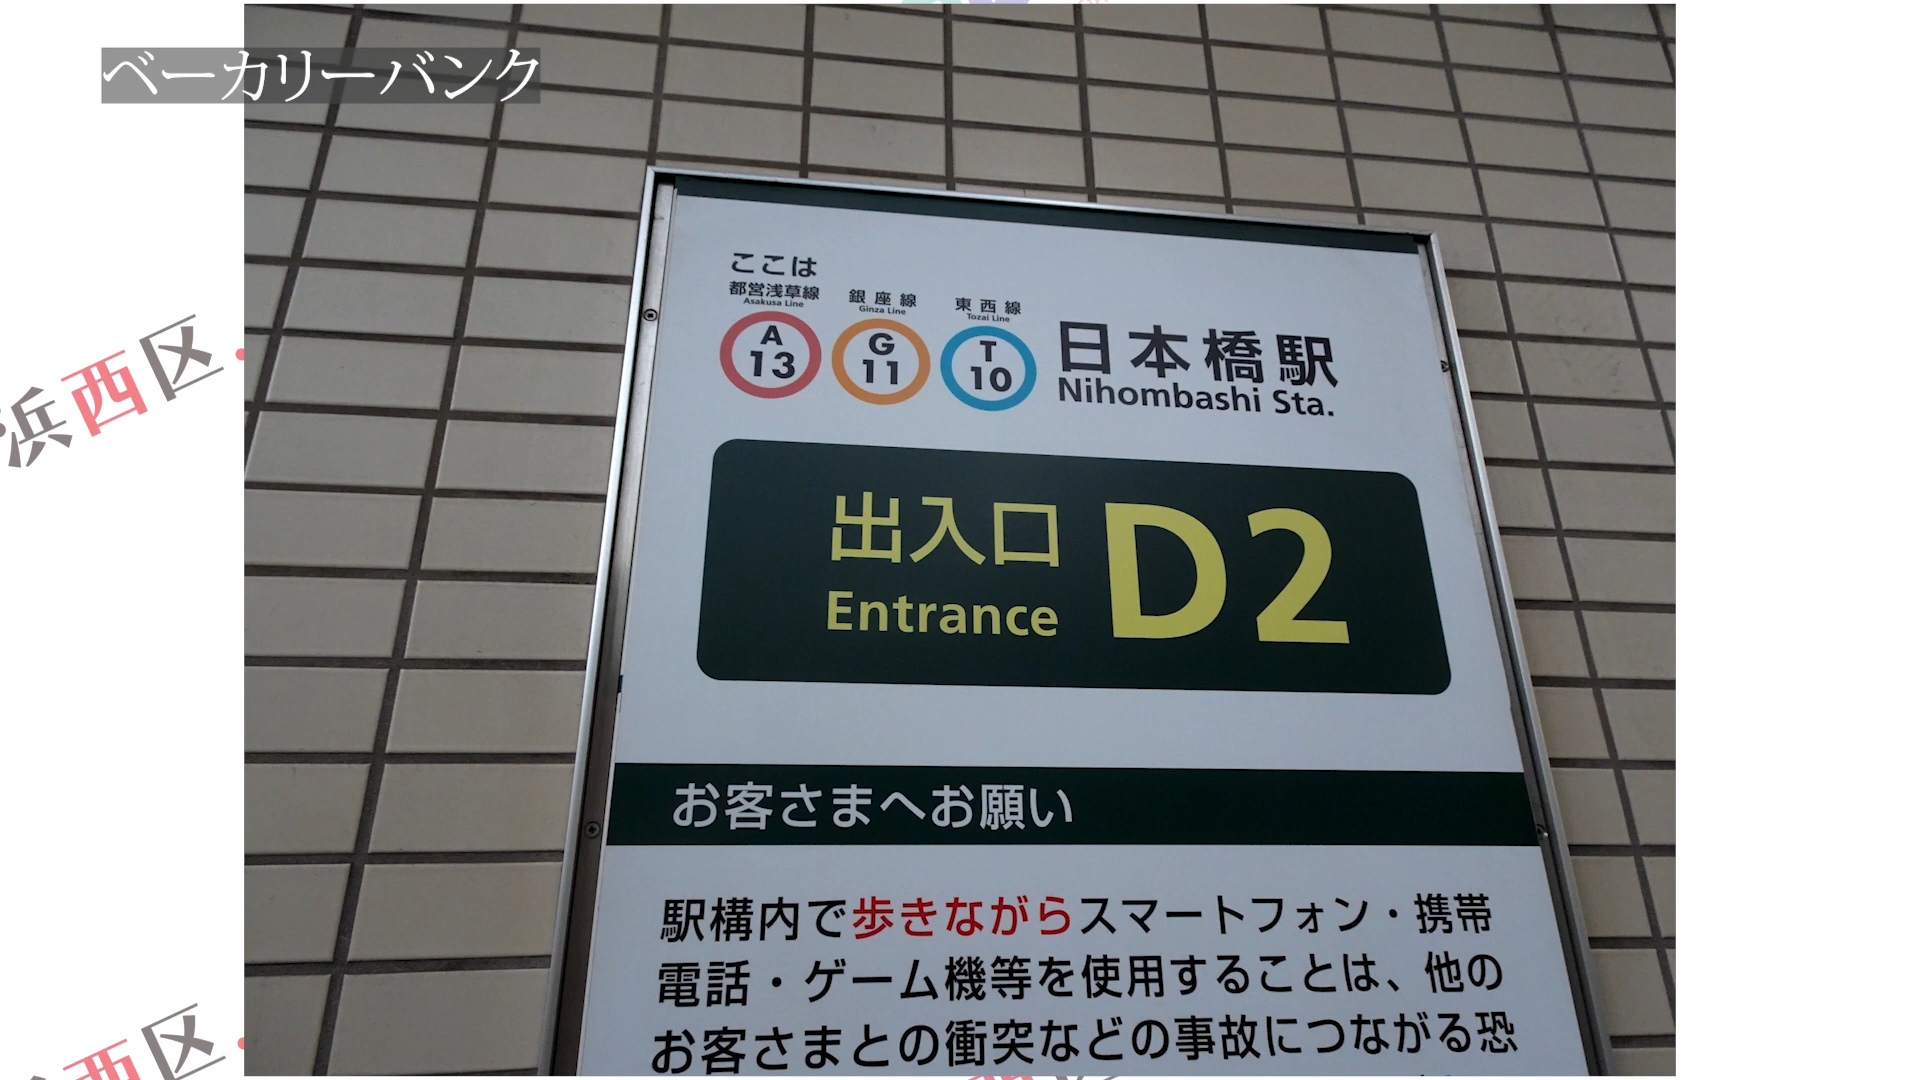 ベーカリーバンク
ここは
都営浅草線
Asakusa Line
銀座線
Ginza Line
東西線
Tozai Line
A
13
G
11
T
10
日本橋駅
Nihombashi Sta.
出入口
Entrance
D2
お客さまへお願い
駅構内で歩きながらスマートフォン・携帯
電話・ゲーム機等を使用することは、他の
お客さまとの衝突などの事故につながる恐
浜西区.
西区.